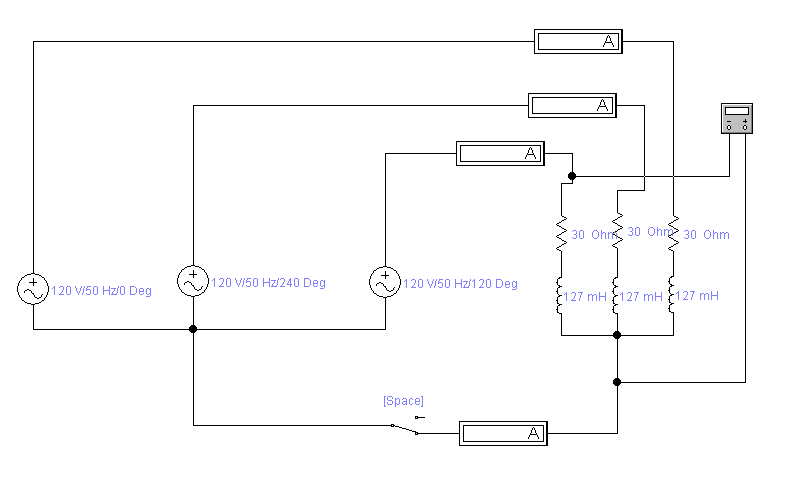 A
A
A
- +
30 Ohm
30 Ohm
30 Ohm
120 V/50 Hz/0 Deg
120 V/50 Hz/240 Deg
120 V/50 Hz/120 Deg
127 mH
127 mH
127 mH
[Space]
A